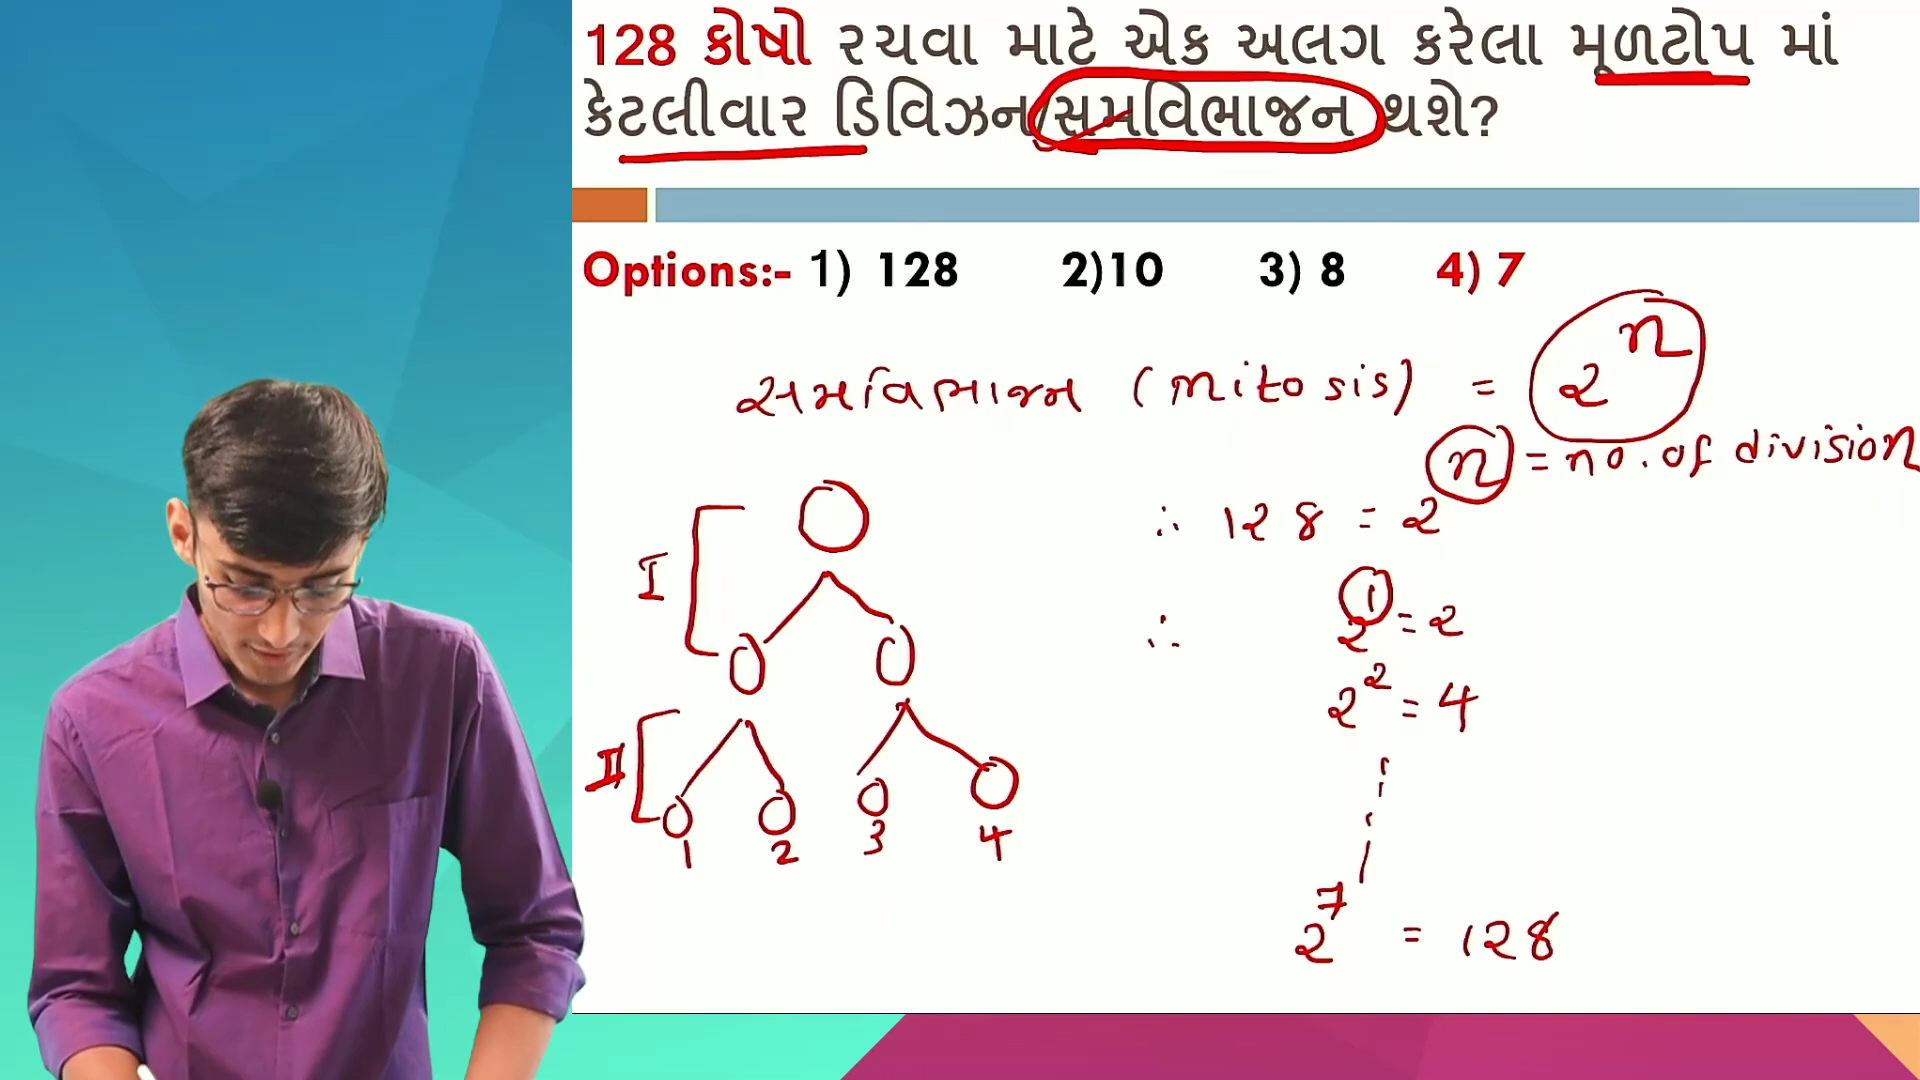 128 કોષો રચવા માટે એક અલગ કરેલા મૂળટોપ માં
કેટલીવાર ડિવિઝન/સમવિભાજન થશે?
Options:- 1) 128 2)10 3) 8 4) 7
સમવિભાજન (mitosis) = 2^n
n = no. of division
∴ 128 = 2
I
∴ 2^1 = 2
2^2 = 4
II
1 2 3 4
2^7 = 128